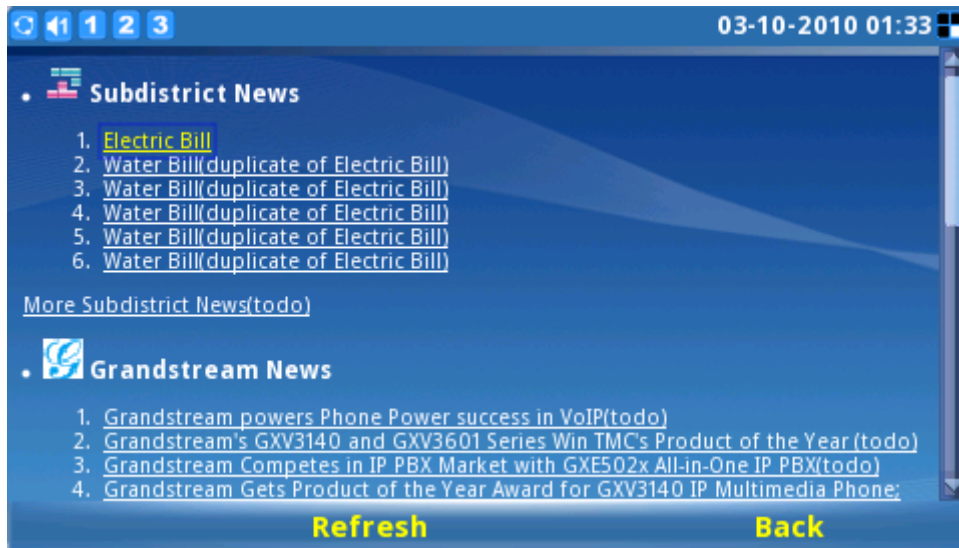 1 2 3 03-10-2010 01:33
• Subdistrict News
1. Electric Bill
2. Water Bill(duplicate of Electric Bill)
3. Water Bill(duplicate of Electric Bill)
4. Water Bill(duplicate of Electric Bill)
5. Water Bill(duplicate of Electric Bill)
6. Water Bill(duplicate of Electric Bill)
More Subdistrict News(todo)
• Grandstream News
1. Grandstream powers Phone Power success in VoIP(todo)
2. Grandstream's GXV3140 and GXV3601 Series Win TMC's Product of the Year (todo)
3. Grandstream Competes in IP PBX Market with GXE502x All-in-One IP PBX(todo)
4. Grandstream Gets Product of the Year Award for GXV3140 IP Multimedia Phone;
Refresh Back